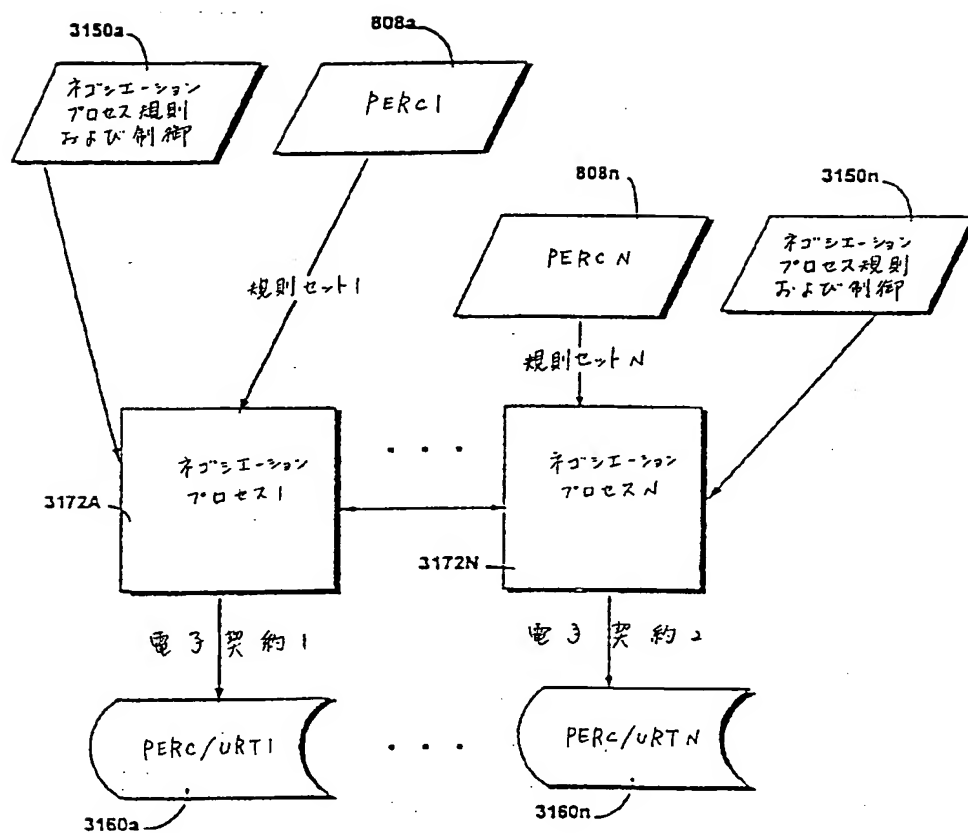 3150a
808a
ネゴシエーション
プロセス規則
および制御
PERC1
808n
3150n
PERC N
ネゴシエーション
プロセス規則
および制御
規則セット1
規則セットN
ネゴシエーション
プロセス1
ネゴシエーション
プロセスN
3172A
3172N
電子契約1
電子契約2
PERC/URT1
PERC/URTN
3160a
3160n